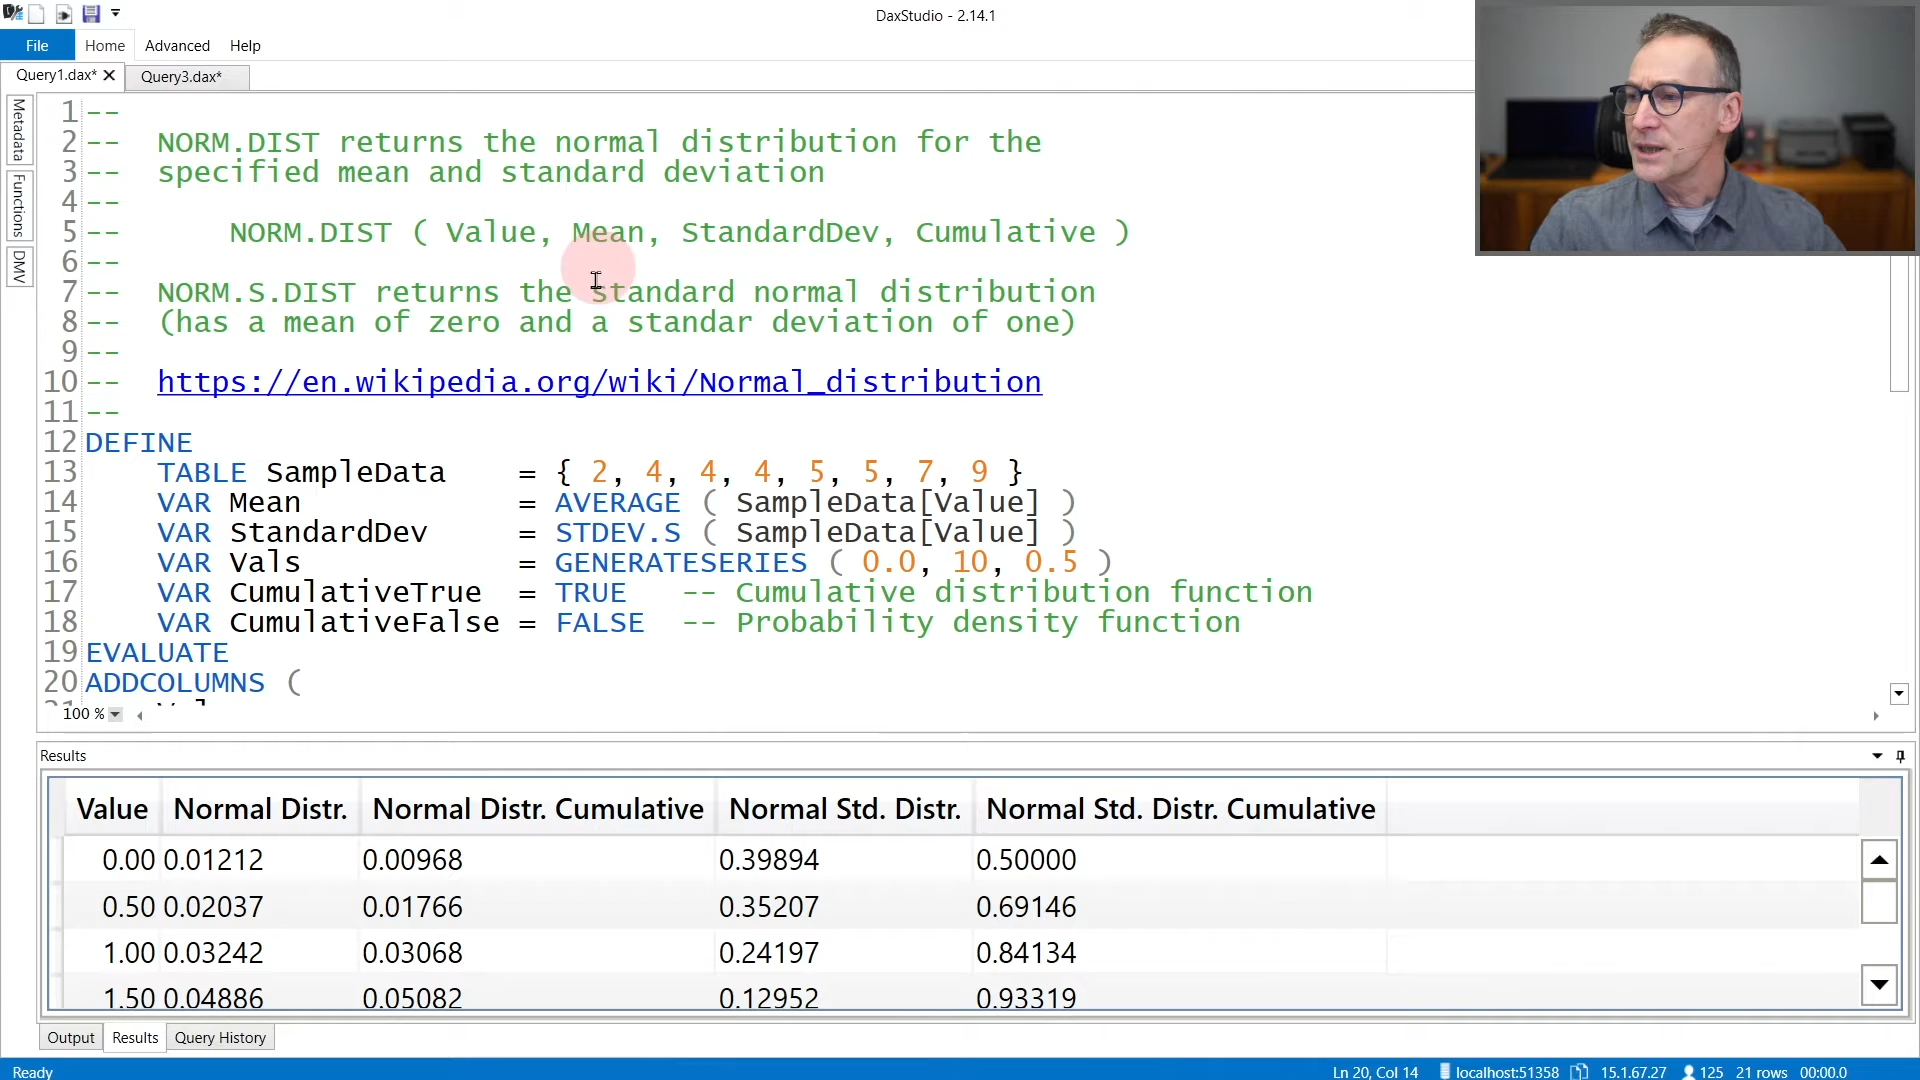 DaxStudio - 2.14.1
File Home Advanced Help
Query1.dax* Query3.dax*
Metadata
Functions
DMV
1 --
2 -- NORM.DIST returns the normal distribution for the
3 -- specified mean and standard deviation
4 --
5 -- NORM.DIST ( Value, Mean, StandardDev, Cumulative )
6 --
7 -- NORM.S.DIST returns the standard normal distribution
8 -- (has a mean of zero and a standar deviation of one)
9 --
10 -- https://en.wikipedia.org/wiki/Normal_distribution
11 --
12 DEFINE
13 TABLE SampleData = { 2, 4, 4, 4, 5, 5, 7, 9 }
14 VAR Mean = AVERAGE ( SampleData[Value] )
15 VAR StandardDev = STDEV.S ( SampleData[Value] )
16 VAR Vals = GENERATESERIES ( 0.0, 10, 0.5 )
17 VAR CumulativeTrue = TRUE -- Cumulative distribution function
18 VAR CumulativeFalse = FALSE -- Probability density function
19 EVALUATE
20 ADDCOLUMNS (
100 %
Results
Value Normal Distr. Normal Distr. Cumulative Normal Std. Distr. Normal Std. Distr. Cumulative
0.00 0.01212 0.00968 0.39894 0.50000
0.50 0.02037 0.01766 0.35207 0.69146
1.00 0.03242 0.03068 0.24197 0.84134
1.50 0.04886 0.05082 0.12952 0.93319
Output Results Query History
Ready Ln 20, Col 14 localhost:51358 15.1.67.27 125 21 rows 00:00.0